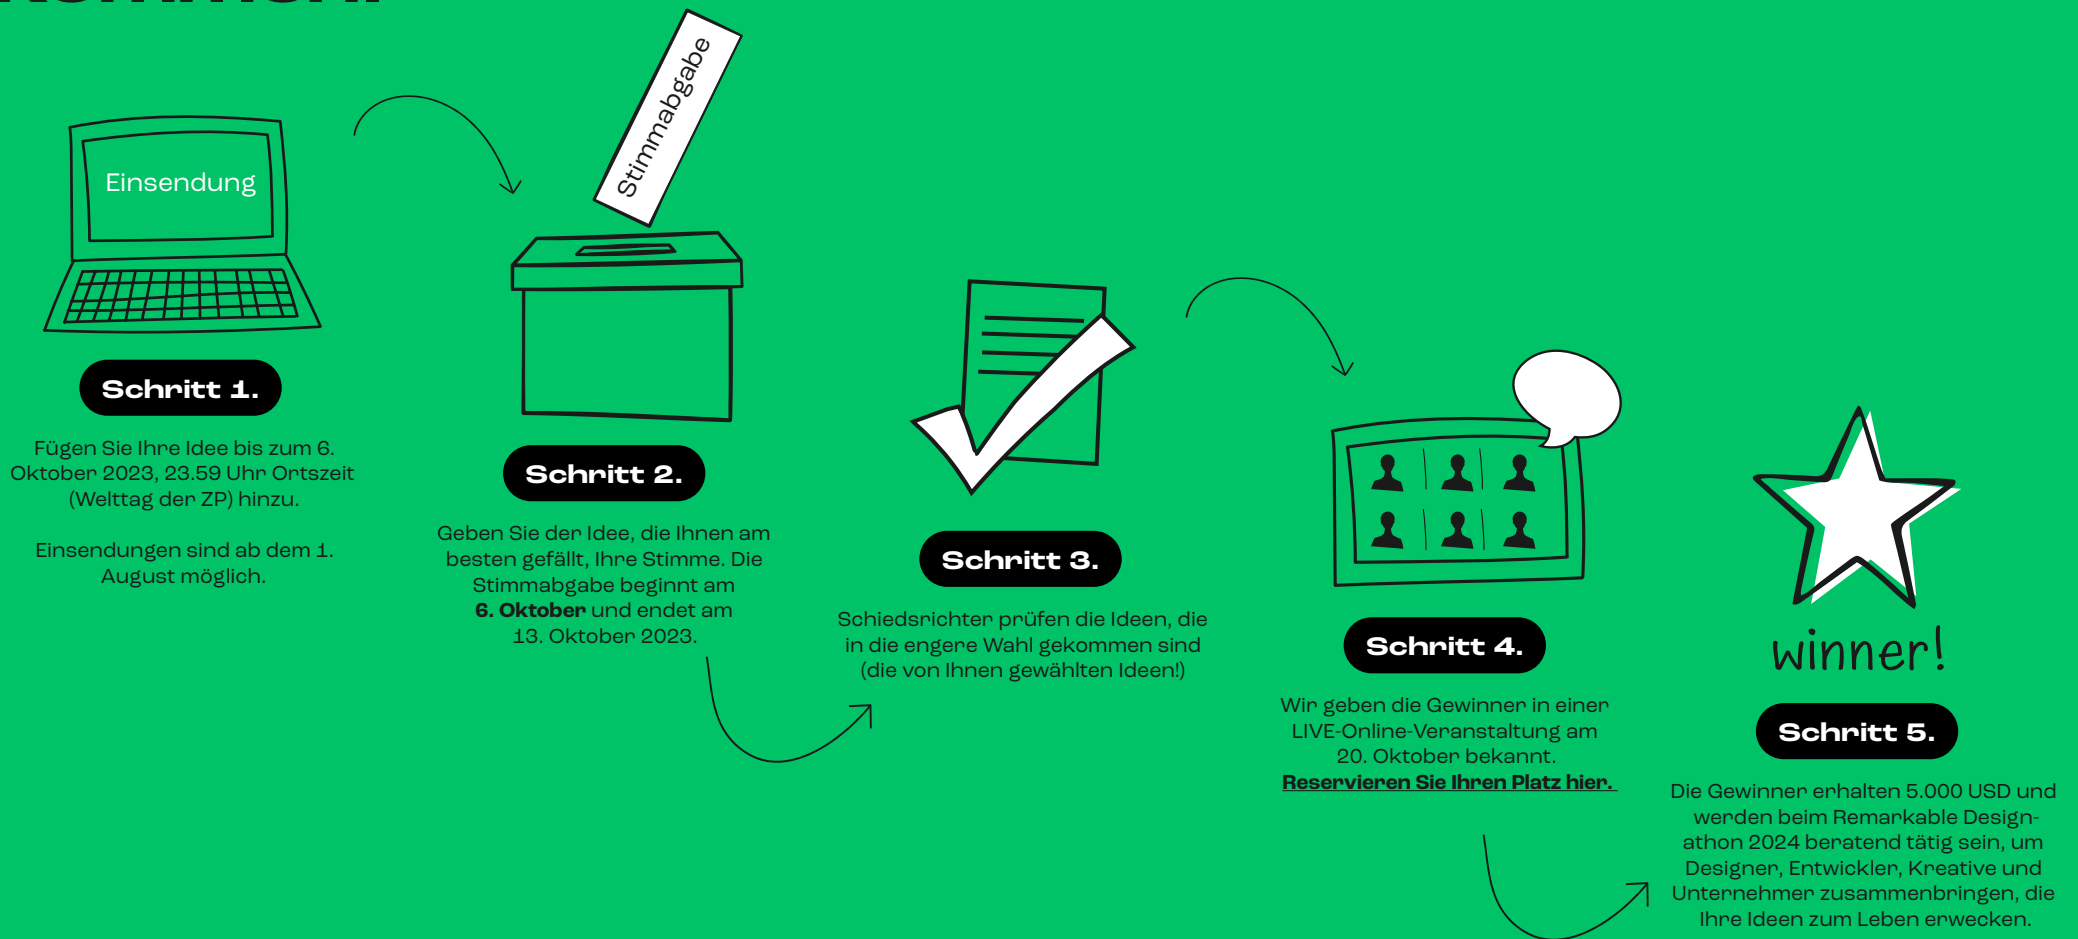 Einsendung
Schritt 1.
Fügen Sie Ihre Idee bis zum 6.
Oktober 2023, 23.59 Uhr Ortszeit
(Welttag der ZP) hinzu.
Einsendungen sind ab dem 1.
August möglich.
Stimmabgabe
Schritt 2.
Geben Sie der Idee, die Ihnen am
besten gefällt, Ihre Stimme. Die
Stimmabgabe beginnt am
6. Oktober und endet am
13. Oktober 2023.
Schritt 3.
Schiedsrichter prüfen die Ideen, die
in die engere Wahl gekommen sind
(die von Ihnen gewählten Ideen!)
Schritt 4.
Wir geben die Gewinner in einer
LIVE-Online-Veranstaltung am
20. Oktober bekannt.
Reservieren Sie Ihren Platz hier.
winner!
Schritt 5.
Die Gewinner erhalten 5.000 USD und
werden beim Remarkable Design-
athon 2024 beratend tätig sein, um
Designer, Entwickler, Kreative und
Unternehmer zusammenbringen, die
Ihre Ideen zum Leben erwecken.